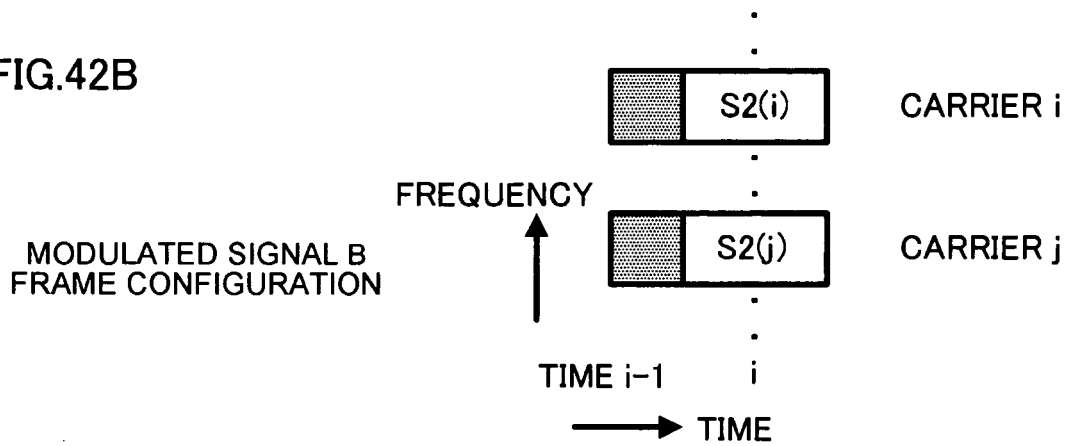 FIG.42B
S2(i) CARRIER i
FREQUENCY
S2(j) CARRIER j
MODULATED SIGNAL B
FRAME CONFIGURATION
TIME i-1 i
TIME